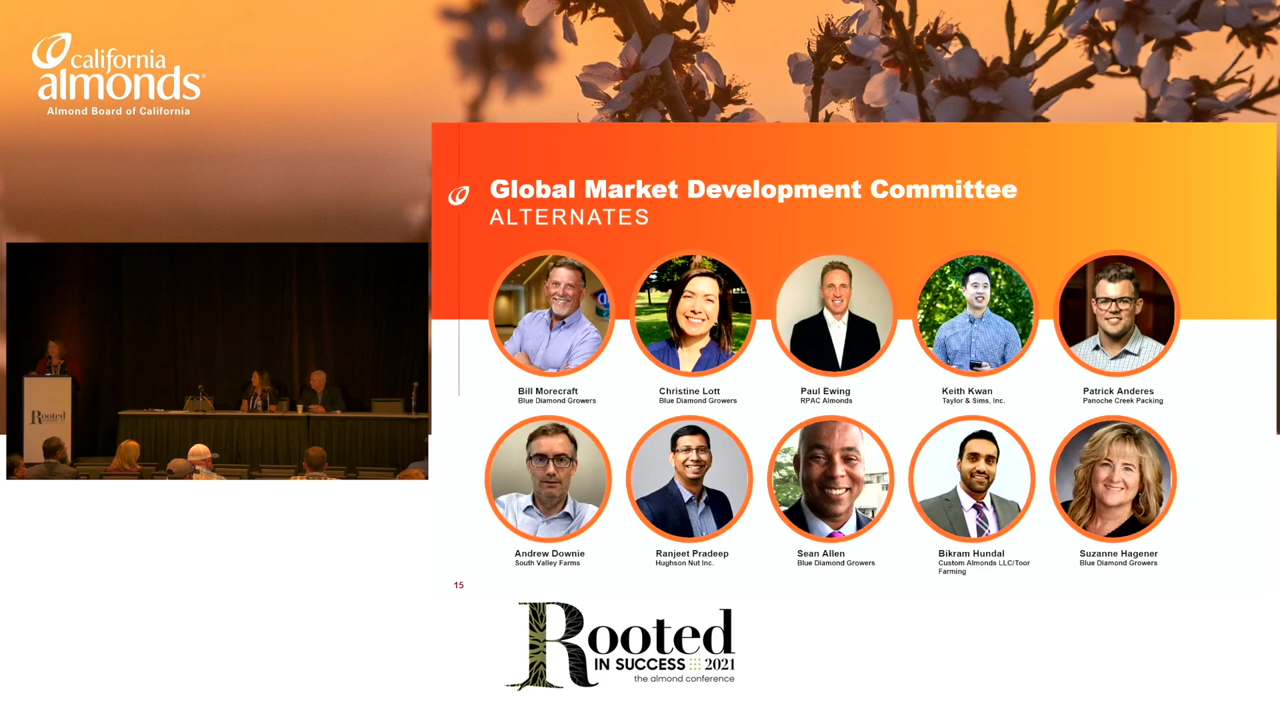 california
almonds
Almond Board of California
Global Market Development Committee
ALTERNATES
Bill Morecraft
Blue Diamond Growers
Christine Lott
Blue Diamond Growers
Paul Ewing
RPAC Almonds
Keith Kwan
Taylor & Sims, Inc.
Patrick Anderes
Panoche Creek Packing
Andrew Downie
South Valley Farms
Ranjeet Pradeep
Hughson Nut Inc.
Sean Allen
Blue Diamond Growers
Bikram Hundal
Custom Almonds LLC/Toor
Farming
Suzanne Hagener
Blue Diamond Growers
15
Rooted
Rooted
IN SUCCESS 2021
the almond conference